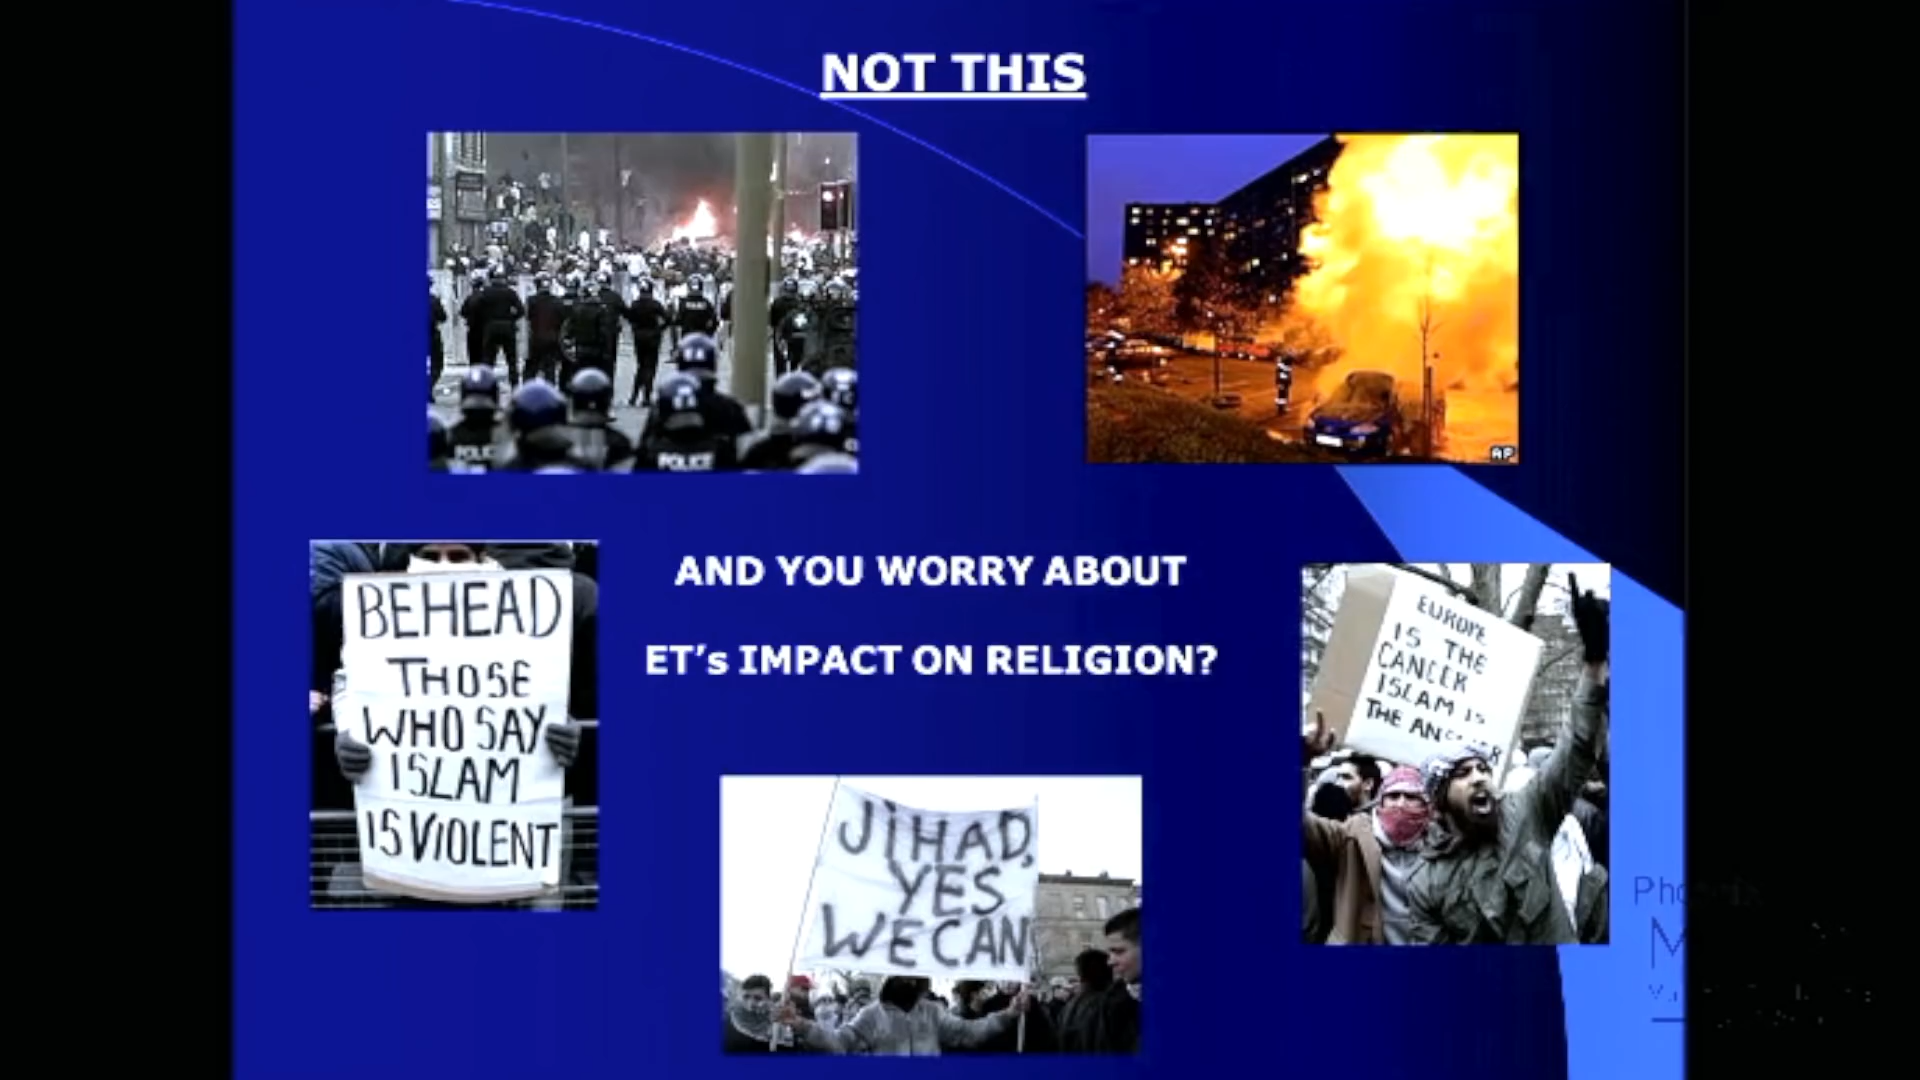 NOT THIS
POLICE
AP
AND YOU WORRY ABOUT
ET's IMPACT ON RELIGION?
BEHEAD
THOSE
WHO SAY
ISLAM
IS VIOLENT
EUROPE
IS THE
CANCER
ISLAM IS
THE
JiHAD,
YES
WE CAN